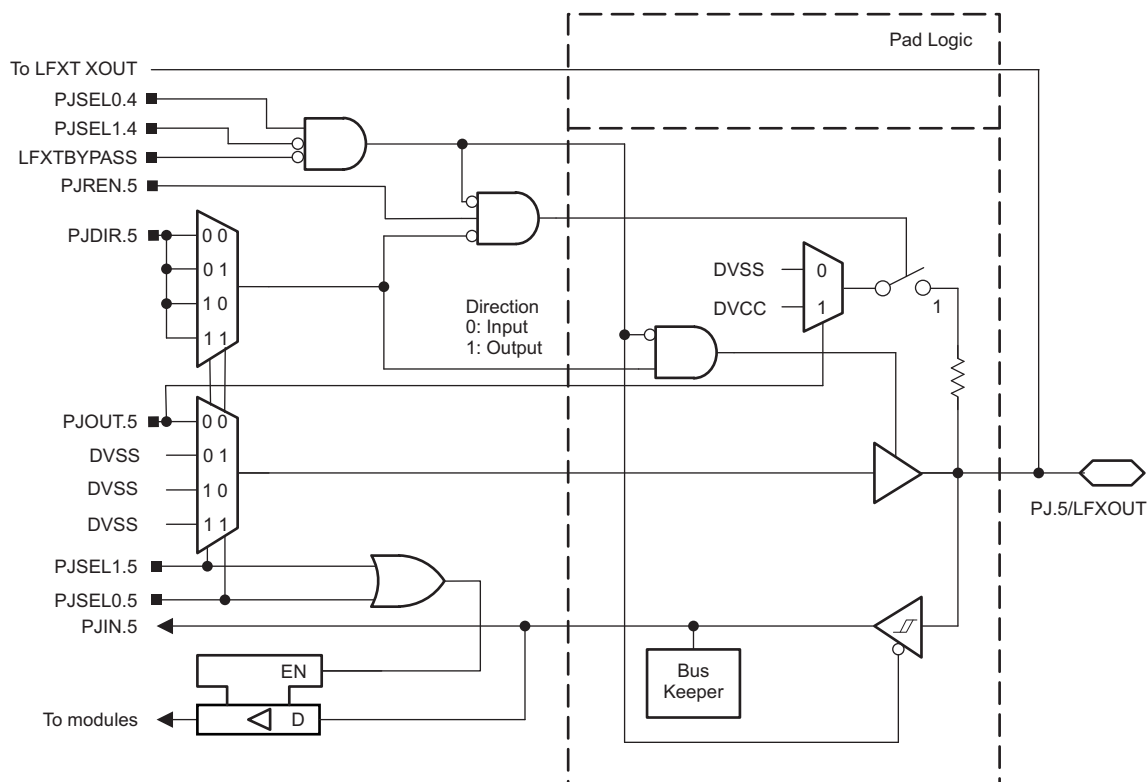 Pad Logic
To LFXT XOUT
PJSEL0.4
PJSEL1.4
LFXTBYPASS
PJREN.5
PJDIR.5
0 0
0 1
1 0
1 1
DVSS
0
DVCC
1
1
Direction
0: Input
1: Output
PJOUT.5
0 0
DVSS
0 1
DVSS
1 0
DVSS
1 1
PJ.5/LFXOUT
PJSEL1.5
PJSEL0.5
PJIN.5
Bus
Keeper
EN
To modules
D